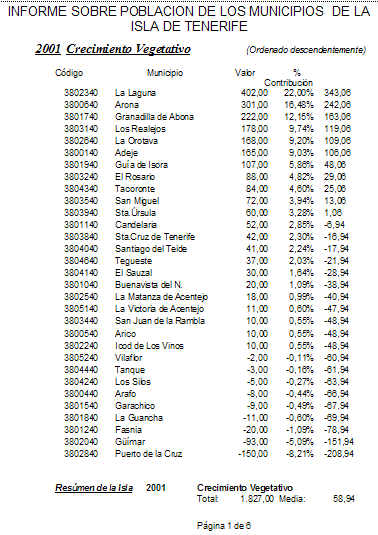 INFORME SOBRE POBLACION DE LOS MUNICIPIOS DE LA
ISLA DE TENERIFE
2001 Crecimiento Vegetativo (Ordenado descendentemente)
Código Municipio Valor %
Contribución
3802340 La Laguna 402,00 22,00% 343,06
3800640 Arona 301,00 16,48% 242,06
3801740 Granadilla de Abona 222,00 12,15% 163,06
3803140 Los Realejos 178,00 9,74% 119,06
3802640 La Orotava 168,00 9,20% 109,06
3800140 Adeje 165,00 9,03% 106,06
3801940 Guía de Isora 107,00 5,86% 48,06
3803240 El Rosario 88,00 4,82% 29,06
3804340 Tacoronte 84,00 4,60% 25,06
3803540 San Miguel 72,00 3,94% 13,06
3803940 Sta.Úrsula 60,00 3,28% 1,06
3801140 Candelaria 52,00 2,85% -6,94
3803840 Sta.Cruz de Tenerife 42,00 2,30% -16,94
3804040 Santiago del Teide 41,00 2,24% -17,94
3804640 Tegueste 37,00 2,03% -21,94
3804140 El Sauzal 30,00 1,64% -28,94
3801040 Buenavista del N. 20,00 1,09% -38,94
3802540 La Matanza de Acentejo 18,00 0,99% -40,94
3805140 La Victoria de Acentejo 11,00 0,60% -47,94
3803440 San Juan de la Rambla 10,00 0,55% -48,94
3800540 Arico 10,00 0,55% -48,94
3802240 Icod de Los Vinos 10,00 0,55% -48,94
3805240 Vilaflor -2,00 -0,11% -60,94
3804440 Tanque -3,00 -0,16% -61,94
3804240 Los Silos -5,00 -0,27% -63,94
3800440 Arafo -8,00 -0,44% -66,94
3801540 Garachico -9,00 -0,49% -67,94
3801840 La Guancha -11,00 -0,60% -69,94
3801240 Fasnia -20,00 -1,09% -78,94
3802040 Güímar -93,00 -5,09% -151,94
3802840 Puerto de la Cruz -150,00 -8,21% -208,94
Resúmen de la Isla 2001 Crecimiento Vegetativo
Total: 1.827,00 Media: 58,94
Página 1 de 6